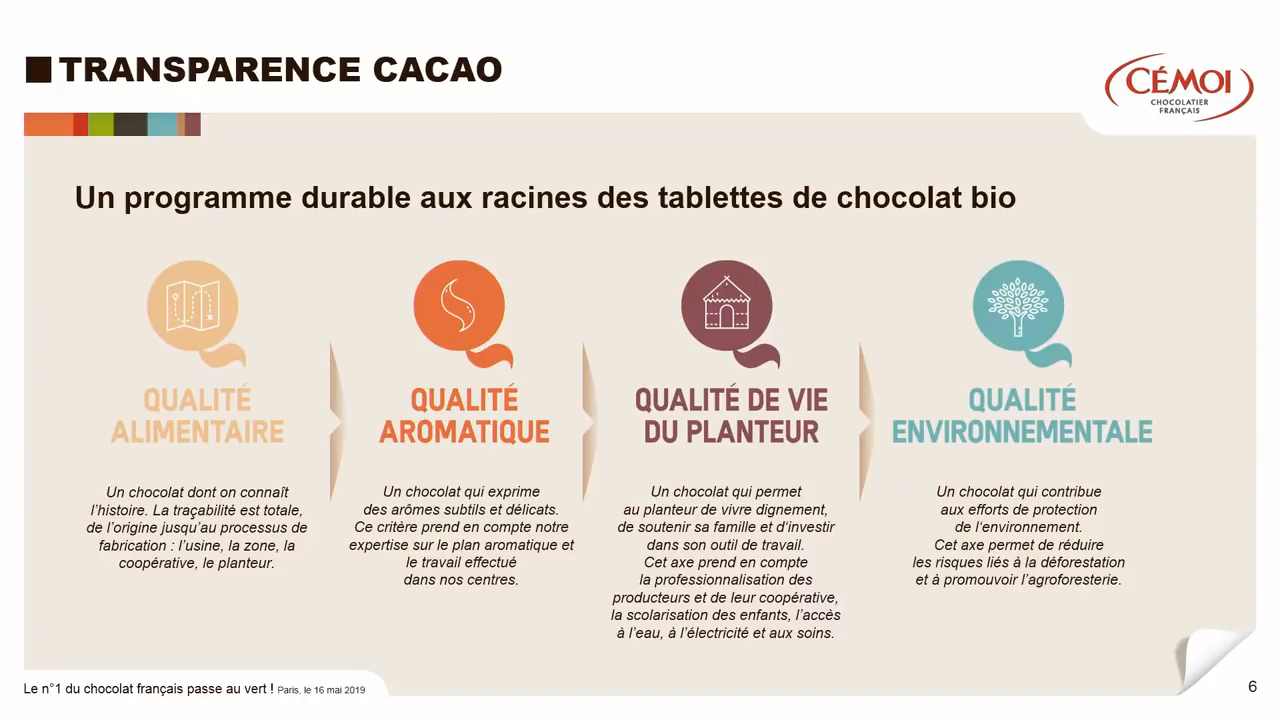 TRANSPARENCE CACAO
CÉMOI
CHOCOLATIER
FRANÇAIS
Un programme durable aux racines des tablettes de chocolat bio
QUALITÉ
ALIMENTAIRE
Un chocolat dont on connaît
l’histoire. La traçabilité est totale,
de l’origine jusqu’au processus de
fabrication : l’usine, la zone, la
coopérative, le planteur.
QUALITÉ
AROMATIQUE
Un chocolat qui exprime
des arômes subtils et délicats.
Ce critère prend en compte notre
expertise sur le plan aromatique et
le travail effectué
dans nos centres.
QUALITÉ DE VIE
DU PLANTEUR
Un chocolat qui permet
au planteur de vivre dignement,
de soutenir sa famille et d‘investir
dans son outil de travail.
Cet axe prend en compte
la professionnalisation des
producteurs et de leur coopérative,
la scolarisation des enfants, l’accès
à l’eau, à l’électricité et aux soins.
QUALITÉ
ENVIRONNEMENTALE
Un chocolat qui contribue
aux efforts de protection
de l‘environnement.
Cet axe permet de réduire
les risques liés à la déforestation
et à promouvoir l’agroforesterie.
Le n°1 du chocolat français passe au vert ! Paris, le 16 mai 2019
6